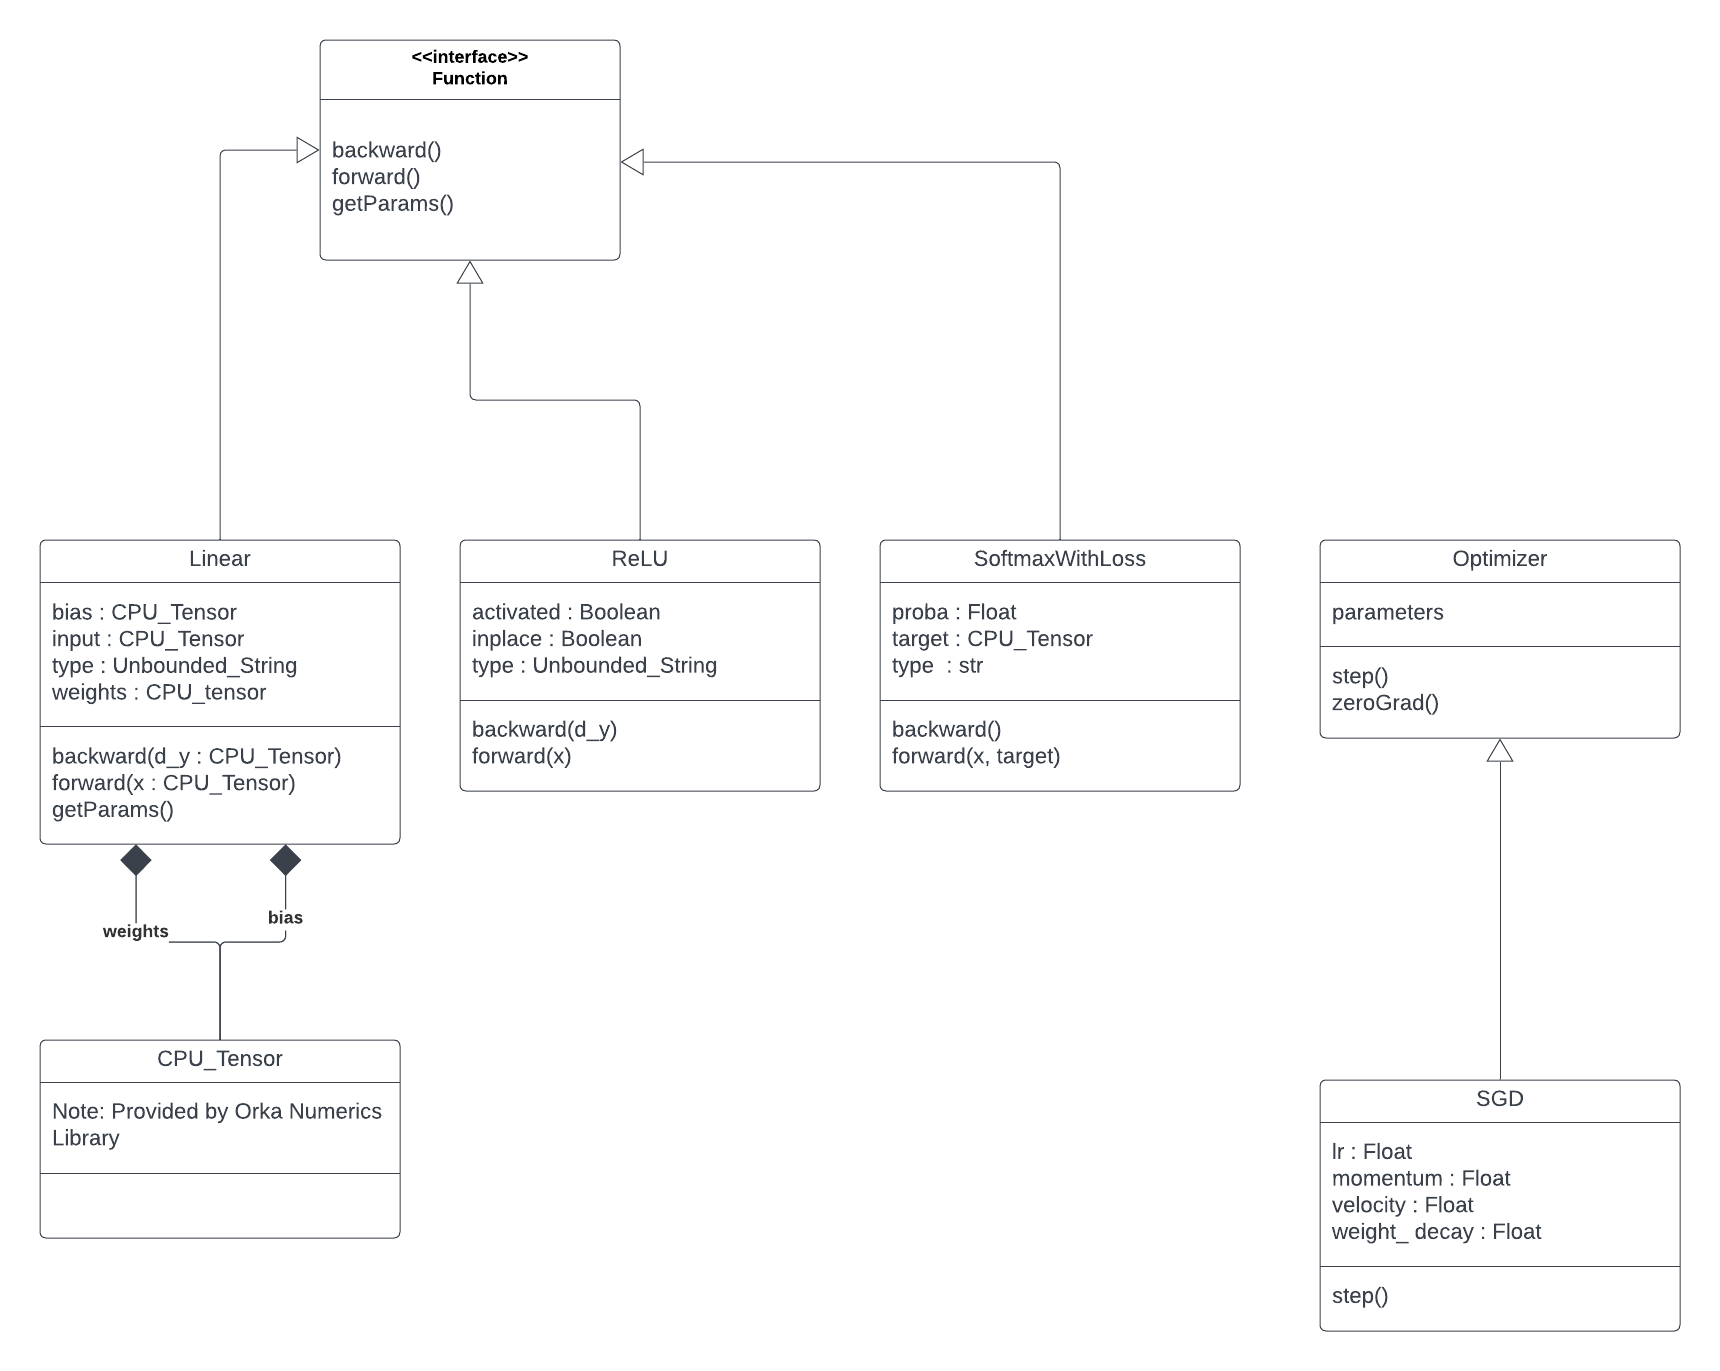 <<interface>>
Function
backward()
forward()
getParams()
Linear
bias : CPU_Tensor
input : CPU_Tensor
type : Unbounded_String
weights : CPU_tensor
backward(d_y : CPU_Tensor)
forward(x : CPU_Tensor)
getParams()
ReLU
activated : Boolean
inplace : Boolean
type : Unbounded_String
backward(d_y)
forward(x)
SoftmaxWithLoss
proba : Float
target : CPU_Tensor
type  : str
backward()
forward(x, target)
Optimizer
parameters
step()
zeroGrad()
weights
bias
CPU_Tensor
Note: Provided by Orka Numerics
Library
SGD
lr : Float
momentum : Float
velocity : Float
weight_ decay : Float
step()